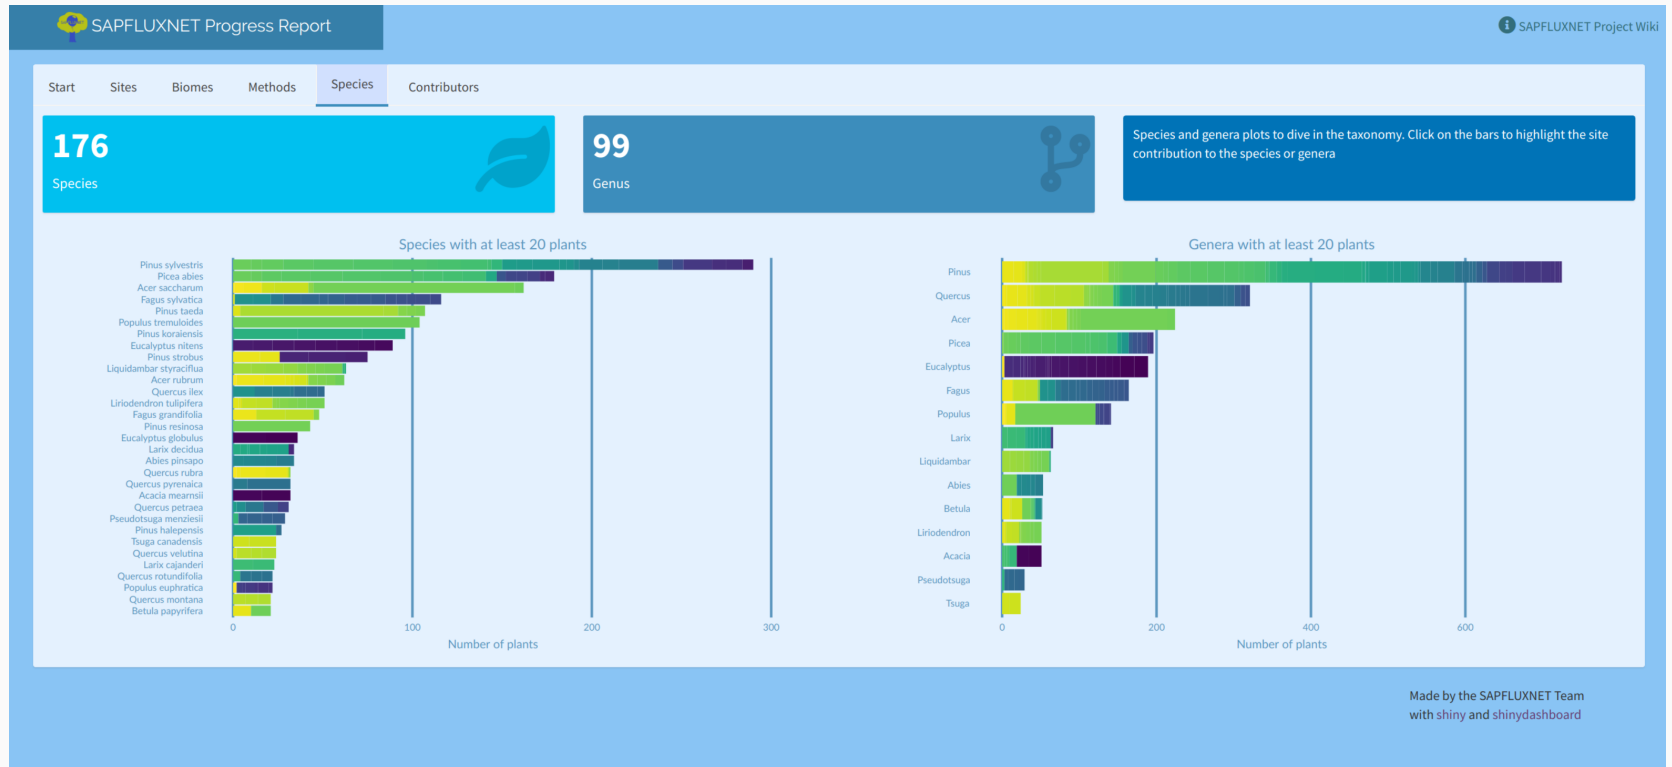 SAPFLUXNET Progress Report
SAPFLUXNET Project Wiki
Start
Sites
Biomes
Methods
Species
Contributors
176
Species
99
Genus
Species and genera plots to dive in the taxonomy. Click on the bars to highlight the site
contribution to the species or genera
Species with at least 20 plants
Pinus sylvestris
Picea abies
Acer saccharum
Fagus sylvatica
Pinus taeda
Populus tremuloides
Pinus koraiensis
Eucalyptus nitens
Pinus strobus
Liquidambar styraciflua
Acer rubrum
Quercus ilex
Liriodendron tulipifera
Fagus grandifolia
Pinus resinosa
Eucalyptus globulus
Larix decidua
Abies pinsapo
Quercus rubra
Quercus pyrenaica
Acacia mearnsii
Quercus petraea
Pseudotsuga menziesii
Pinus halepensis
Tsuga canadensis
Quercus velutina
Larix cajanderi
Quercus rotundifolia
Populus euphratica
Quercus montana
Betula papyrifera
0
100
200
300
Number of plants
Genera with at least 20 plants
Pinus
Quercus
Acer
Picea
Eucalyptus
Fagus
Populus
Larix
Liquidambar
Abies
Betula
Liriodendron
Acacia
Pseudotsuga
Tsuga
0
200
400
600
Number of plants
Made by the SAPFLUXNET Team
with shiny and shinydashboard